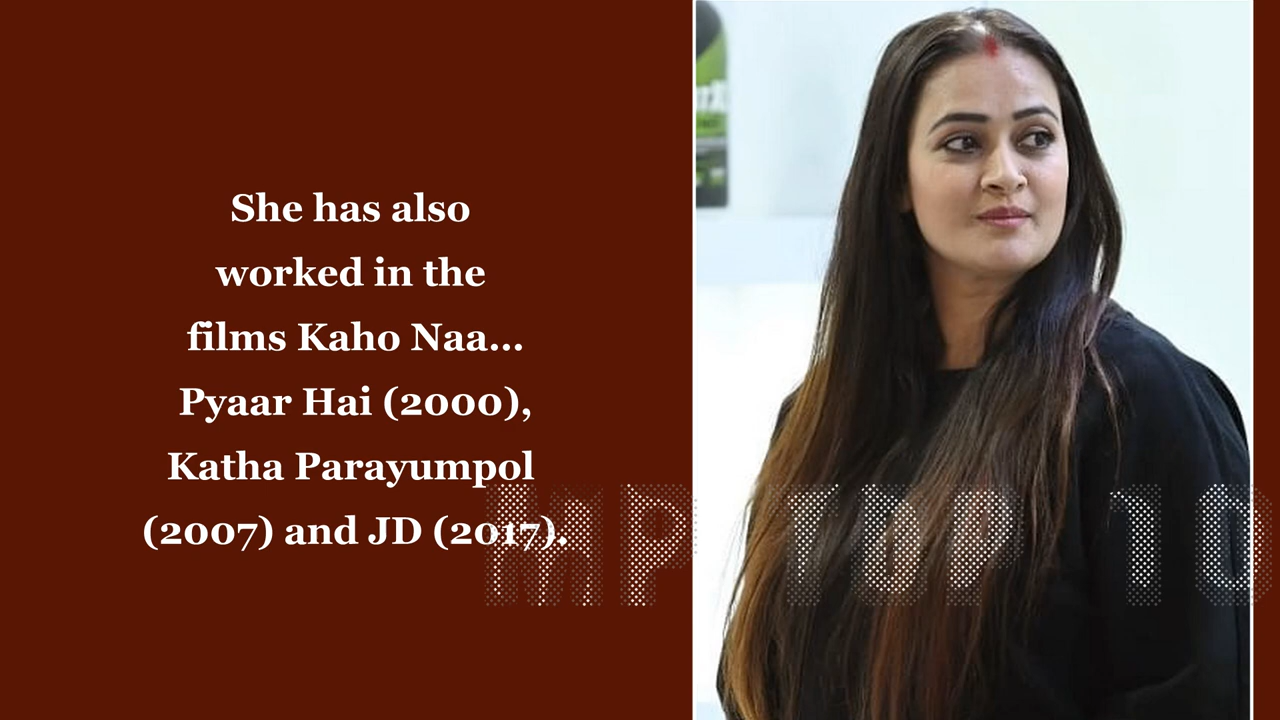 She has also
worked in the
films Kaho Naa...
Pyaar Hai (2000),
Katha Parayumpol
(2007) and JD (2017).
MP TOP 10